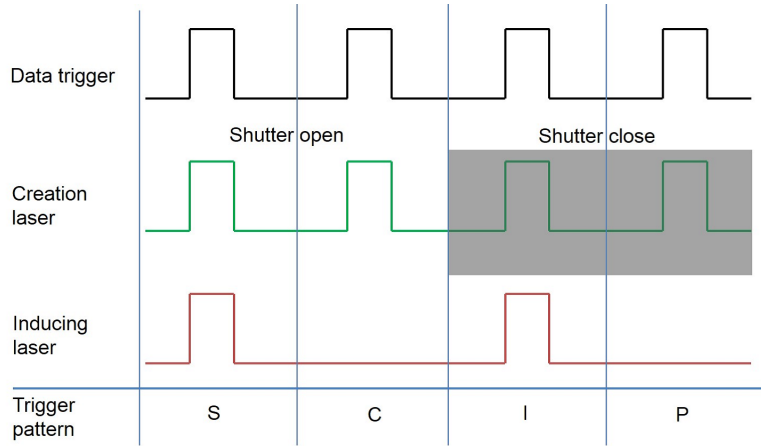 Data trigger
Shutter open
Shutter close
Creation
laser
Inducing
laser
Trigger
pattern
S
C
I
P